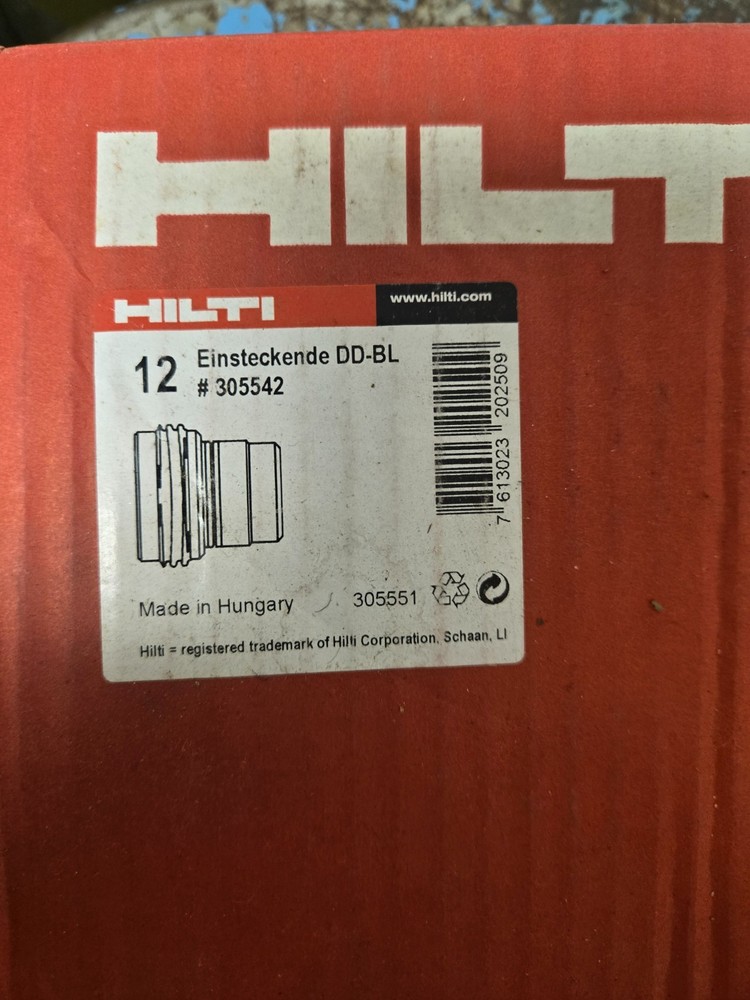 HILT
HILTI
www.hilti.com
12 Einsteckende DD-BL
# 305542
7 613023 202509
Made in Hungary 305551
Hilti = registered trademark of Hilti Corporation. Schaan, LI